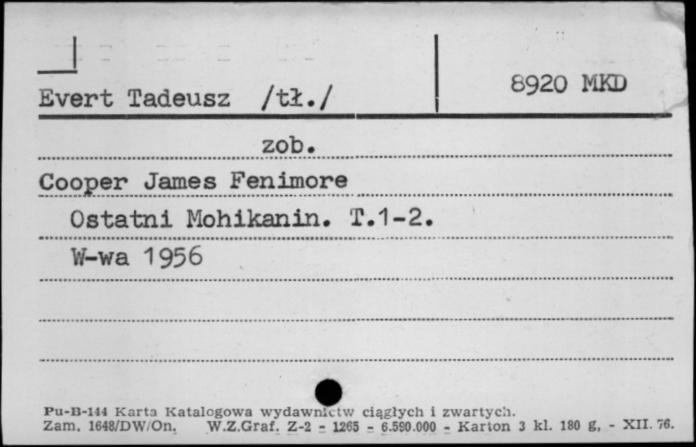 Evert Tadeusz /tł./
8920 MKD
zob.
Cooper James Fenimore
Ostatni Mohikanin. T.1-2.
W-wa 1956
Pu-B-144 Karta Katalogowa wydawnictw ciągłych i zwartych.
Zam. 1648/DW/On. W.Z.Graf. Z-2 - 1265 - 6.590.000 - Karton 3 kl. 180 g, - XII. 76.